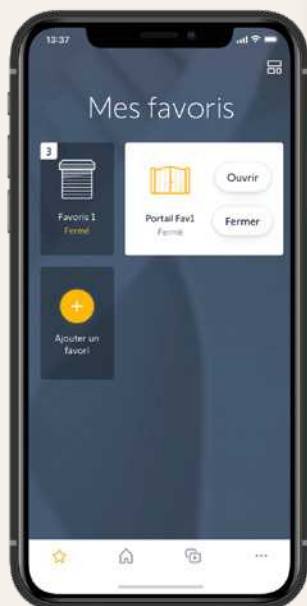 13:37
Mes favoris
3
Favoris 1
Fermé
Portail Fav1
Fermé
Ouvrir
Fermer
Ajouter un
favori